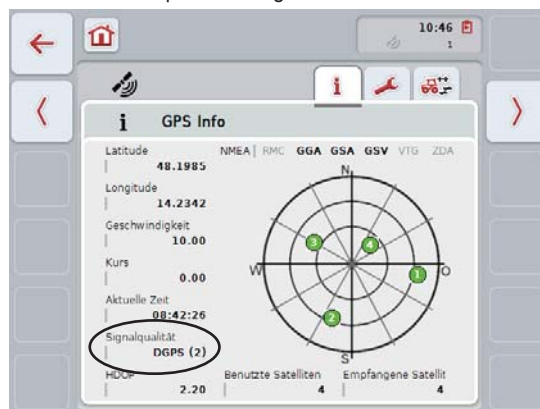 10:46
1
i
i GPS Info
Latitude
48.1985
NMEA RMC GGA GSA GSV VTG ZDA
Longitude
14.2342
Geschwindigkeit
10.00
Kurs
0.00
Aktuelle Zeit
08:42:26
Signalqualität
DGPS (2)
HDOP
2.20
N
W
O
S
3
4
1
2
Benutzte Satelliten
4
Empfangene Satellit
4